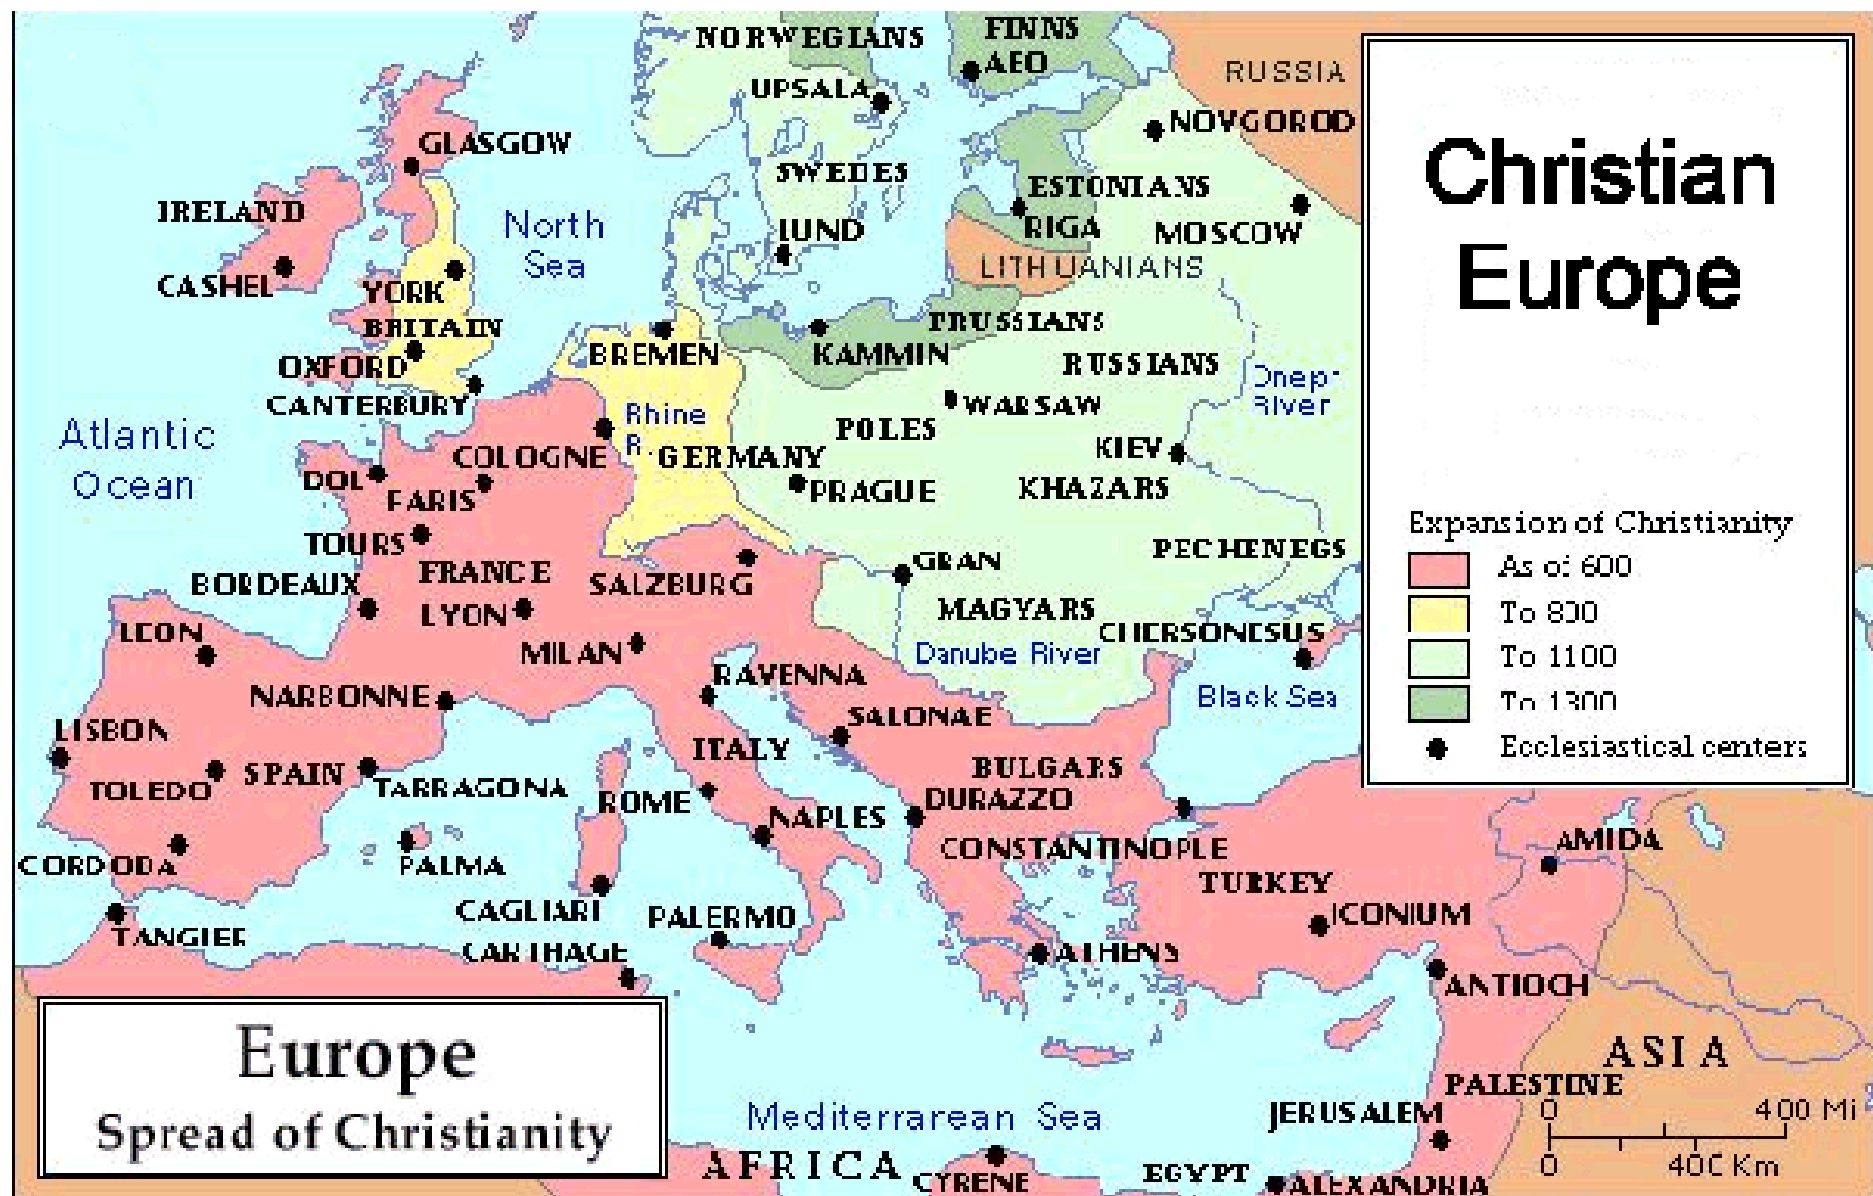 NORWEGIANS
FINNS
AEO
RUSSIA
UPSALA
NOVGOROD
GLASGOW
SWEDES
ESTONIANS
IRELAND
North
Sea
LUND
RIGA
MOSCOW
LITHUANIANS
CASHEL
YORK
BRITAIN
PRUSSIANS
BREMEN
KAMMIN
OXFORD
RUSSIANS
Dnepr
River
CANTERBURY
Rhine
R.
WARSAW
POLES
Atlantic
Ocean
KIEV
COLOGNE
GERMANY
DOL
PARIS
PRAGUE
KHAZARS
TOURS
PECHENEGS
GRAN
FRANCE
BORDEAUX
SALZBURG
LYON
MAGYARS
LEON
CHERSONESUS
MILAN
Danube River
RAVENNA
NARBONNE
Black Sea
LISBON
SALONAE
ITALY
SPAIN
BULGARS
TOLEDO
TARRAGONA
ROME
DURAZZO
NAPLES
CONSTANTINOPLE
AMIDA
CORDODA
PALMA
TURKEY
CAGLIARI
PALERMO
ICONIUM
TANGIER
CARTHAGE
ATHENS
ANTIOCH
ASIA
PALESTINE
JERUSALEM
Mediterranean Sea
AFRICA
CYRENE
EGYPT
ALEXANDRIA
0 400 Mi
0 400 Km
Christian
Europe
Expansion of Christianity
As of 600
To 800
To 1100
To 1300
Ecclesiastical centers
Europe
Spread of Christianity